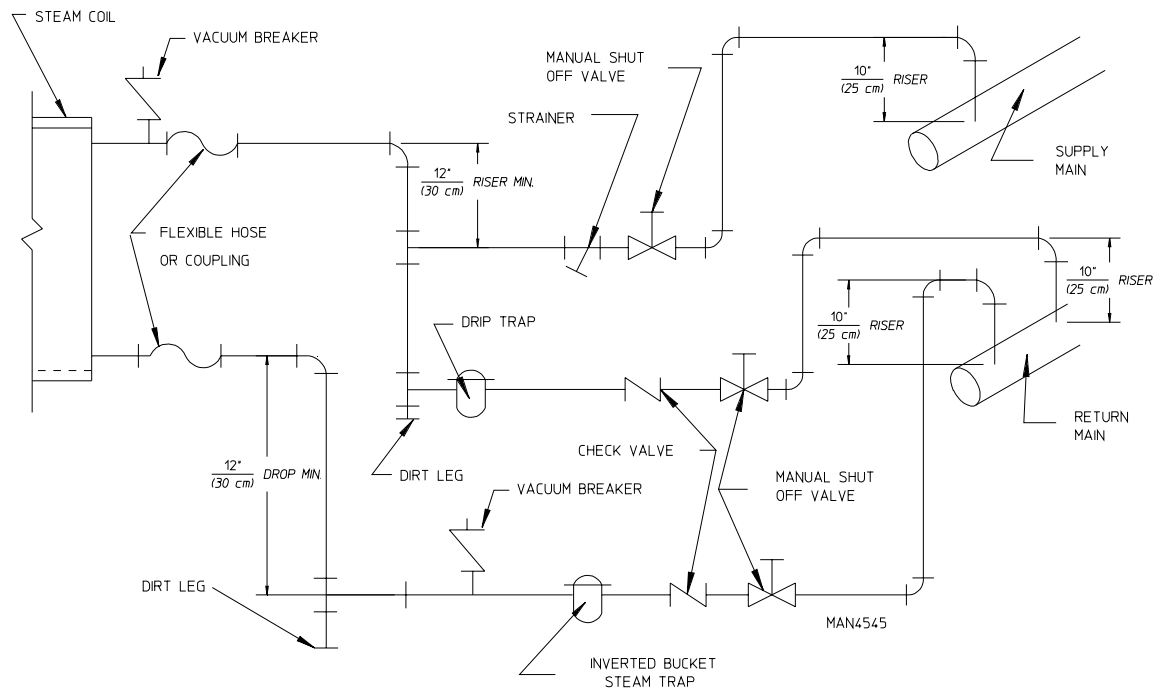 STEAM COIL
VACUUM BREAKER
MANUAL SHUT
OFF VALVE
STRAINER
10"
(25 cm) RISER
SUPPLY
MAIN
12"
(30 cm) RISER MIN.
FLEXIBLE HOSE
OR COUPLING
10"
(25 cm) RISER
10"
(25 cm) RISER
DRIP TRAP
RETURN
MAIN
CHECK VALVE
12"
(30 cm) DROP MIN.
DIRT LEG
MANUAL SHUT
OFF VALVE
VACUUM BREAKER
DIRT LEG
MAN4545
INVERTED BUCKET
STEAM TRAP